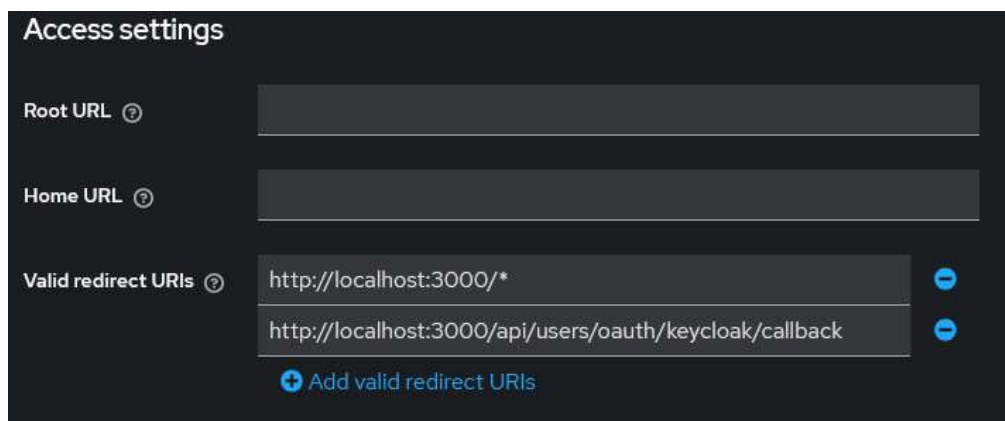 Access settings
Root URL
Home URL
Valid redirect URIs
http://localhost:3000/*
http://localhost:3000/api/users/oauth/keycloak/callback
Add valid redirect URIs